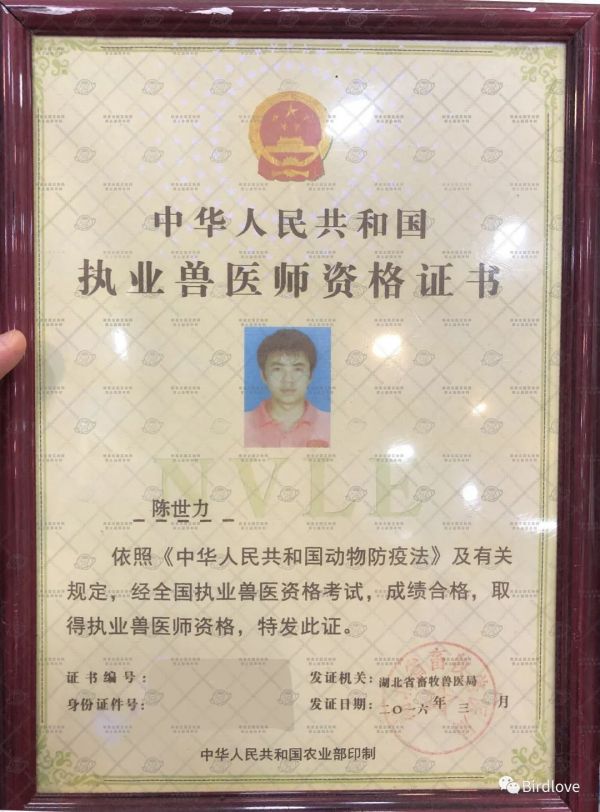 中华人民共和国
执业兽医师资格证书
NVLE
陈世力
依照《中华人民共和国动物防疫法》及有关
规定，经全国执业兽医资格考试，成绩合格，取
得执业兽医师资格，特发此证。
证书编号：
身份证件号：
发证机关：湖北省畜牧兽医局
发证日期：二〇一六年三月
中华人民共和国农业部印制
Birdlove